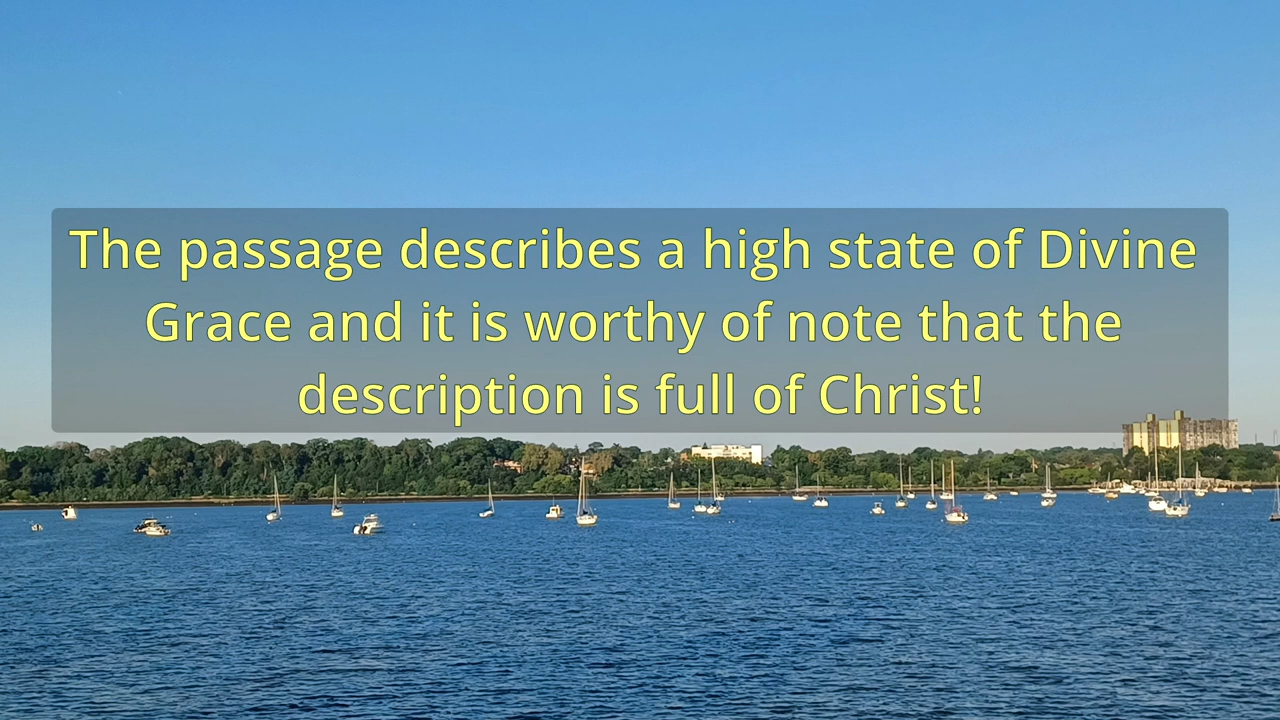 The passage describes a high state of Divine
Grace and it is worthy of note that the
description is full of Christ!